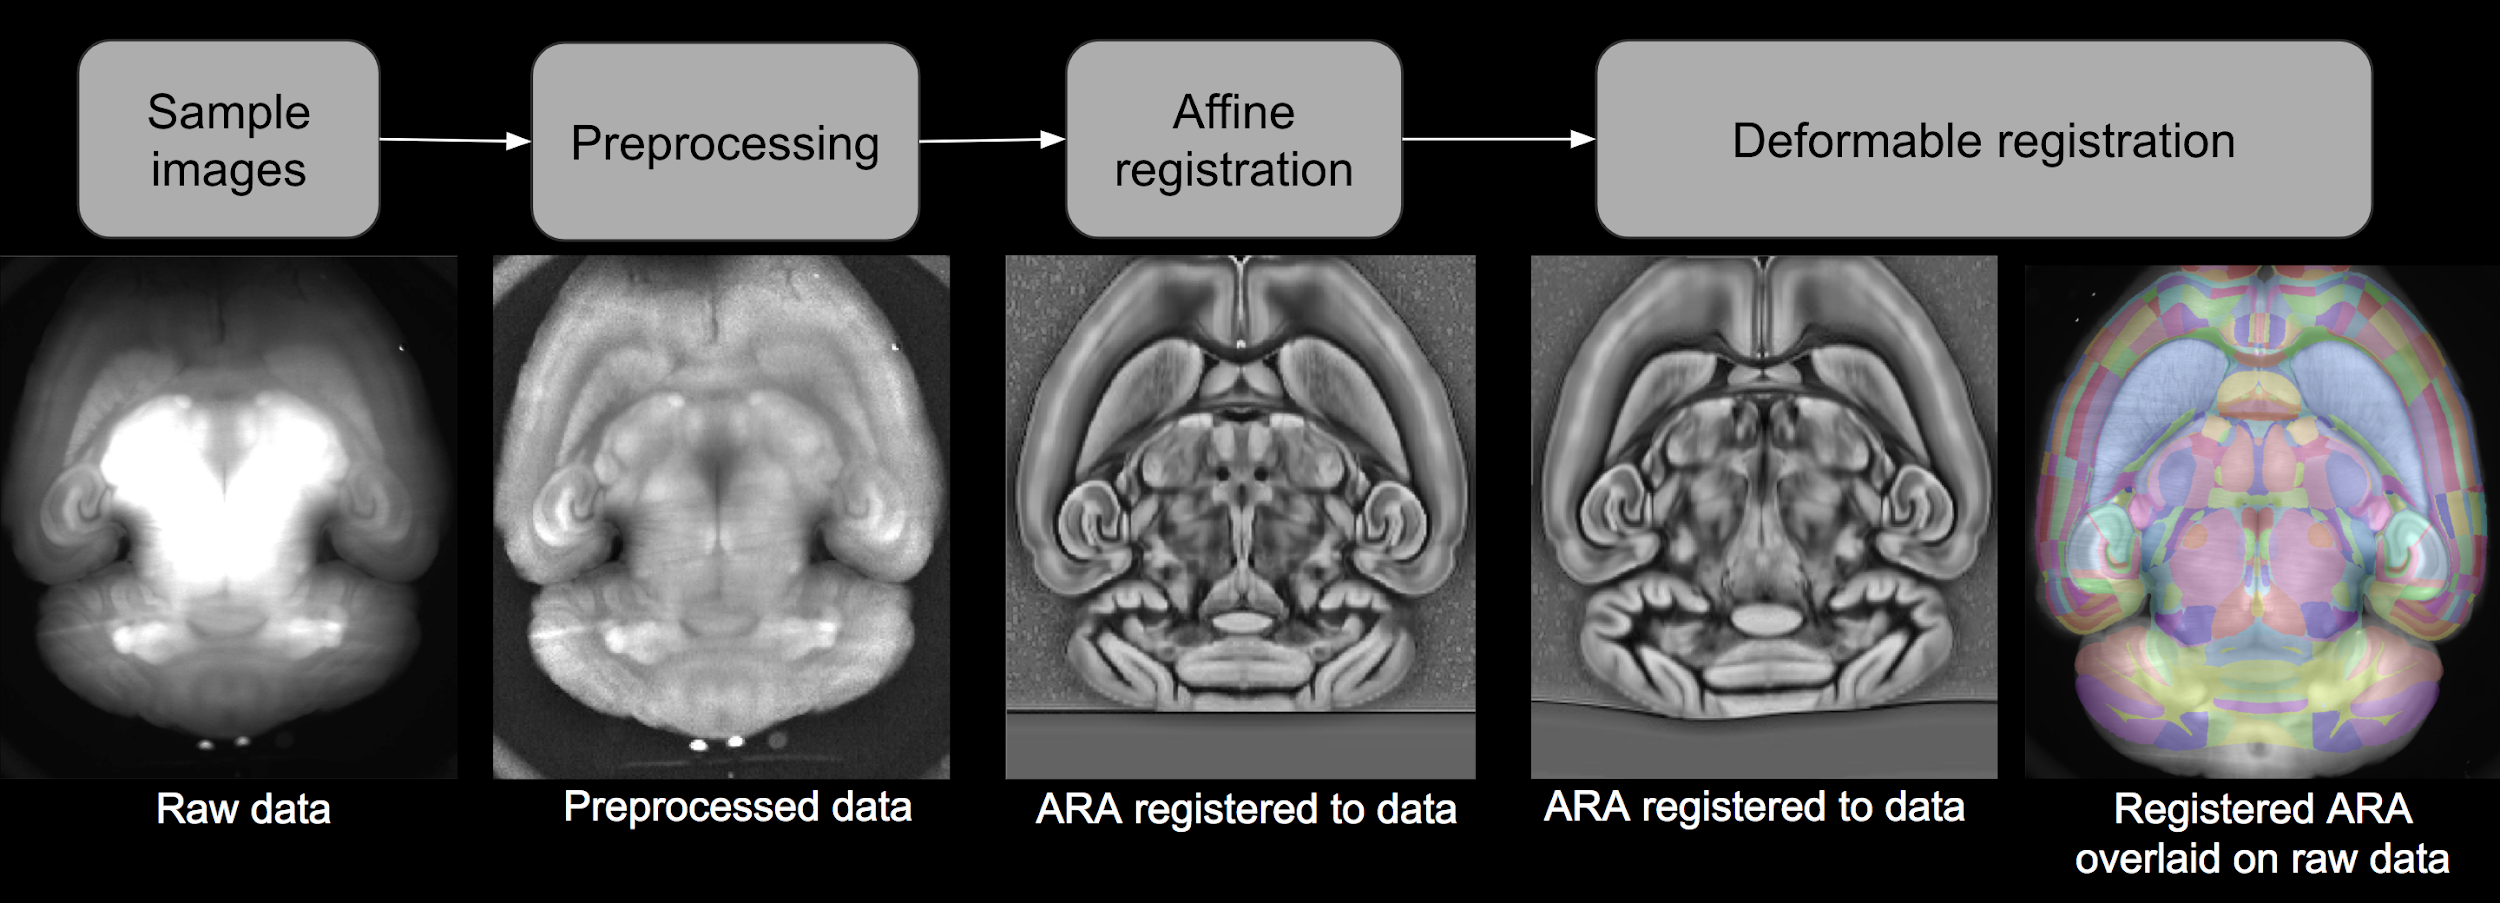 Sample
images
Preprocessing
Affine
registration
Deformable registration
Raw data
Preprocessed data
ARA registered to data
ARA registered to data
Registered ARA
overlaid on raw data